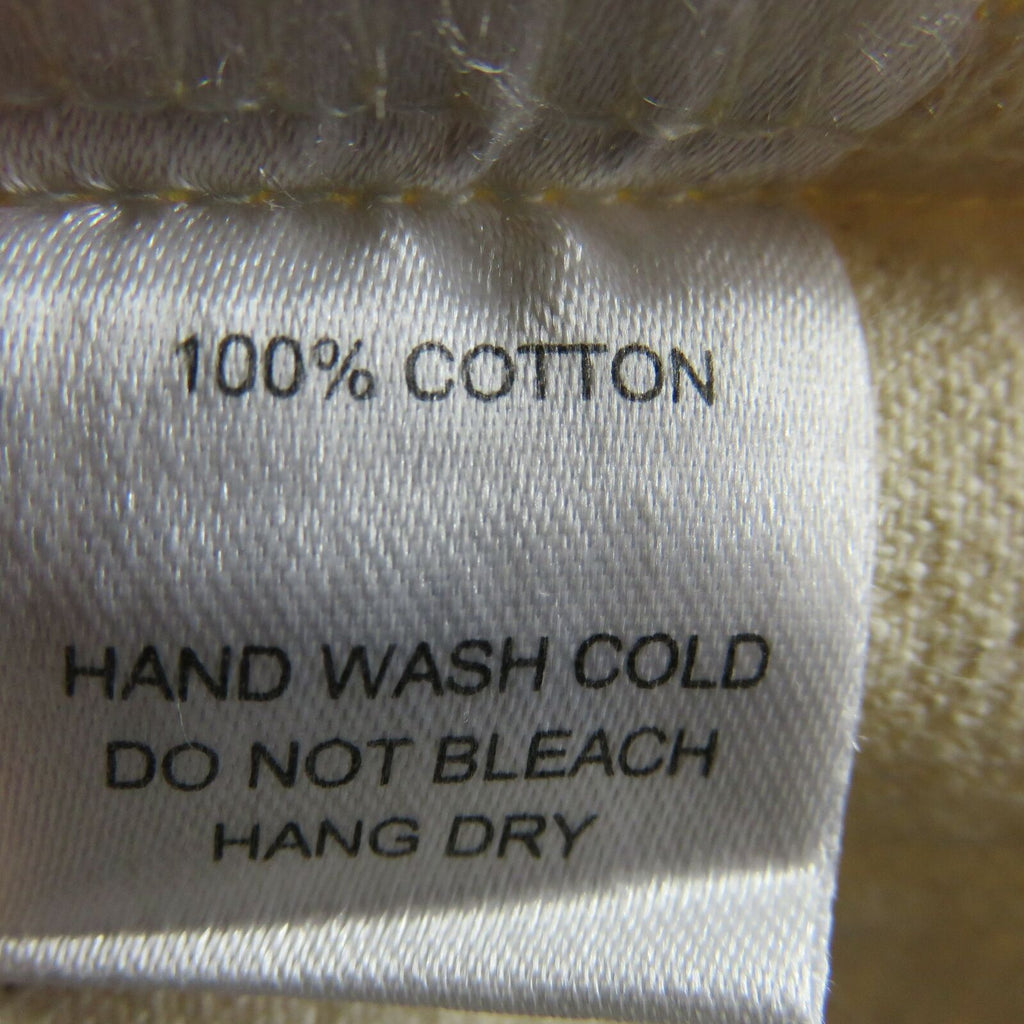 100% COTTON
HAND WASH COLD
DO NOT BLEACH
HANG DRY